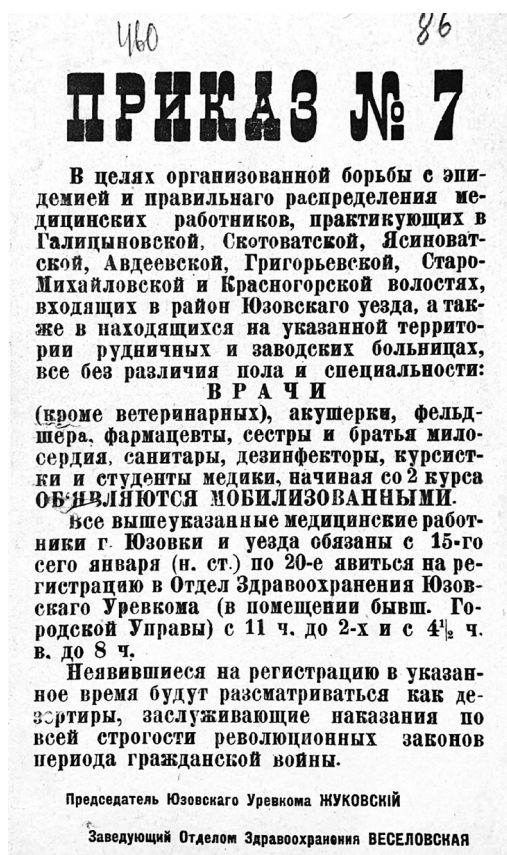 460
86
ПРИКАЗ № 7
В целях организованной борьбы с эпи-
демией и правильнаго распределения ме-
дицинских работников, практикующих в
Галицыновской, Скотоватской, Ясиноват-
ской, Авдеевской, Григорьевской, Старо-
Михайловской и Красногорской волостях,
входящих в район Юзовскаго уезда, а так-
же в находящихся на указанной террито-
рии рудничных и заводских больницах,
все без различия пола и специальности:
ВРАЧИ
(кроме ветеринарных), акушерки, фельд-
шера, фармацевты, сестры и братья мило-
сердия, санитары, дезинфекторы, курсист-
ки и студенты медики, начиная со 2 курса
ОБ'ЯВЛЯЮТСЯ МОБИЛИЗОВАННЫМИ.
Все вышеуказанные медицинские работ-
ники г. Юзовки и уезда обязаны с 15-го
сего января (н. ст.) по 20-е явиться на ре-
гистрацию в Отдел Здравоохранения Юзов-
скаго Уревкома (в помещении бывш. Го-
родской Управы) с 11 ч. до 2-х и с 4½ ч.
в. до 8 ч.
Неявившиеся на регистрацию в указан-
ное время будут разсматриваться как де-
зертиры, заслуживающие наказания по
всей строгости революционных законов
периода гражданской войны.
Председатель Юзовскаго Уревкома ЖУКОВСКІЙ
Заведующий Отделом Здравоохранения ВЕСЕЛОВСКАЯ